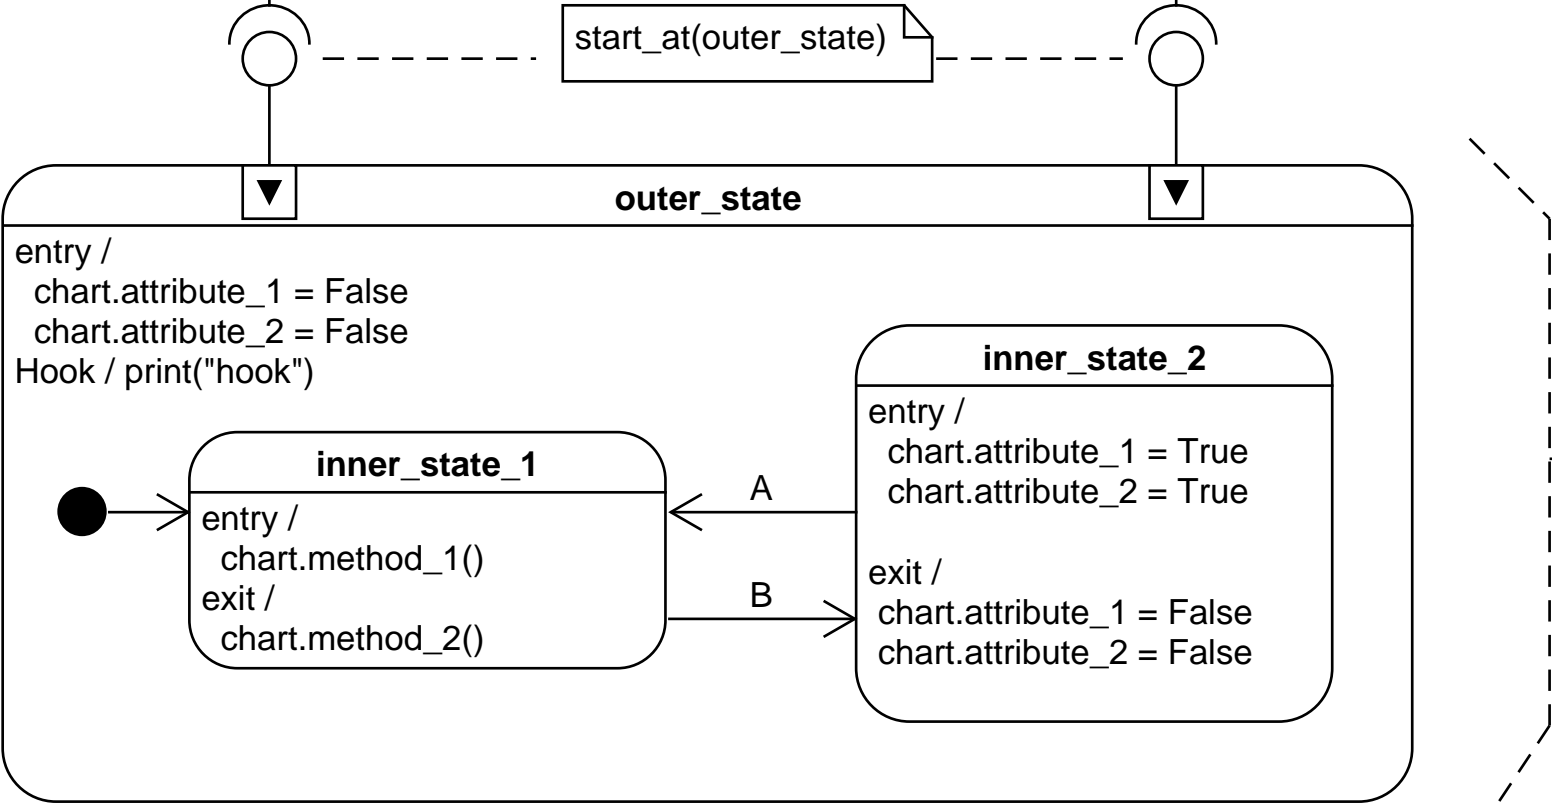 start_at(outer_state)
outer_state
entry /
chart.attribute_1 = False
chart.attribute_2 = False
Hook / print("hook")
inner_state_1
entry /
chart.method_1()
exit /
chart.method_2()
A
B
inner_state_2
entry /
chart.attribute_1 = True
chart.attribute_2 = True
exit /
chart.attribute_1 = False
chart.attribute_2 = False